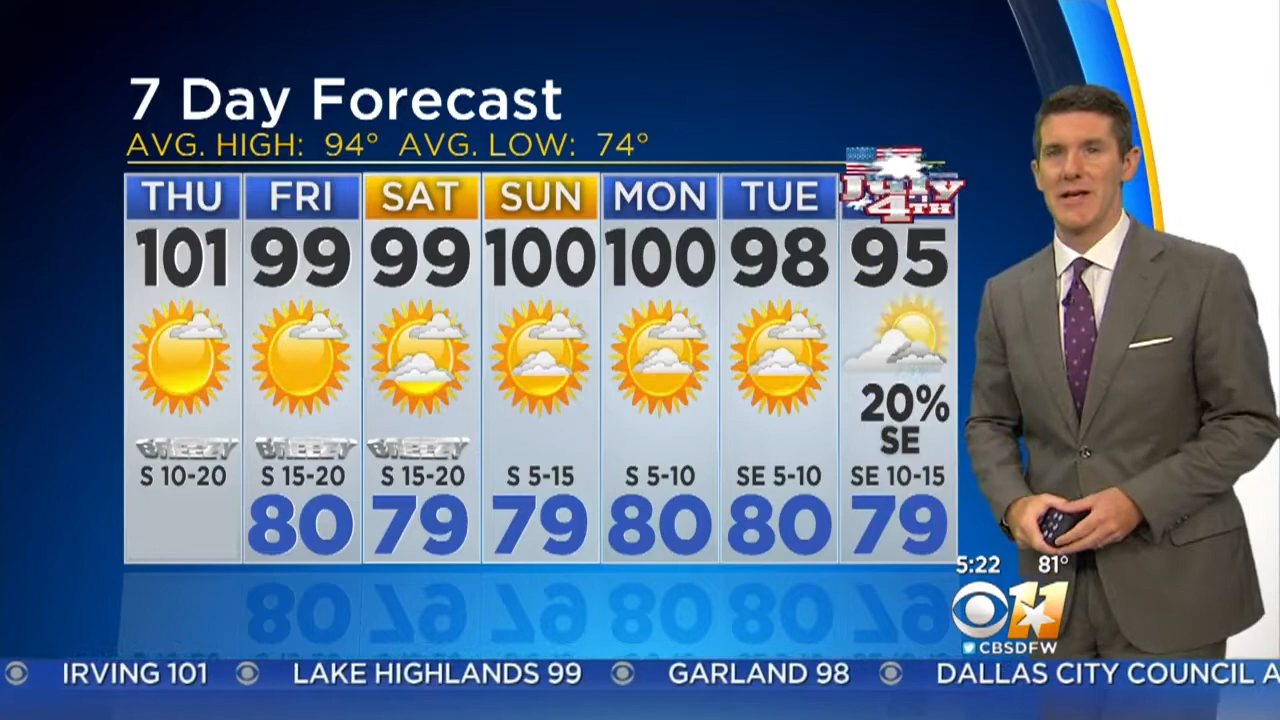 7 Day Forecast
AVG. HIGH: 94° AVG. LOW: 74°
THU FRI SAT SUN MON TUE July 4TH
101 99 99 100 100 98 95
20%
SE
BREEZY BREEZY BREEZY
S 10-20 S 15-20 S 15-20 S 5-15 S 5-10 SE 5-10 SE 10-15
80 79 79 80 80 79
5:22 81°
11
CBSDFW
IRVING 101 LAKE HIGHLANDS 99 GARLAND 98 DALLAS CITY COUNCIL A